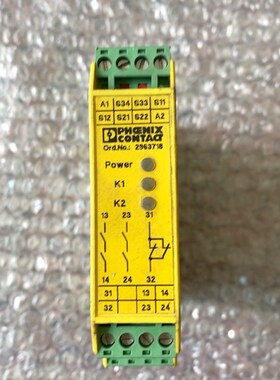 A1 S34 S33 S11
S12 S21 S22 A2
PHŒNIX
CONTACT
Ord.No.: 2963718
Power
K1
K2
13 23 31
14 24 32
31 13 14
32 23 24